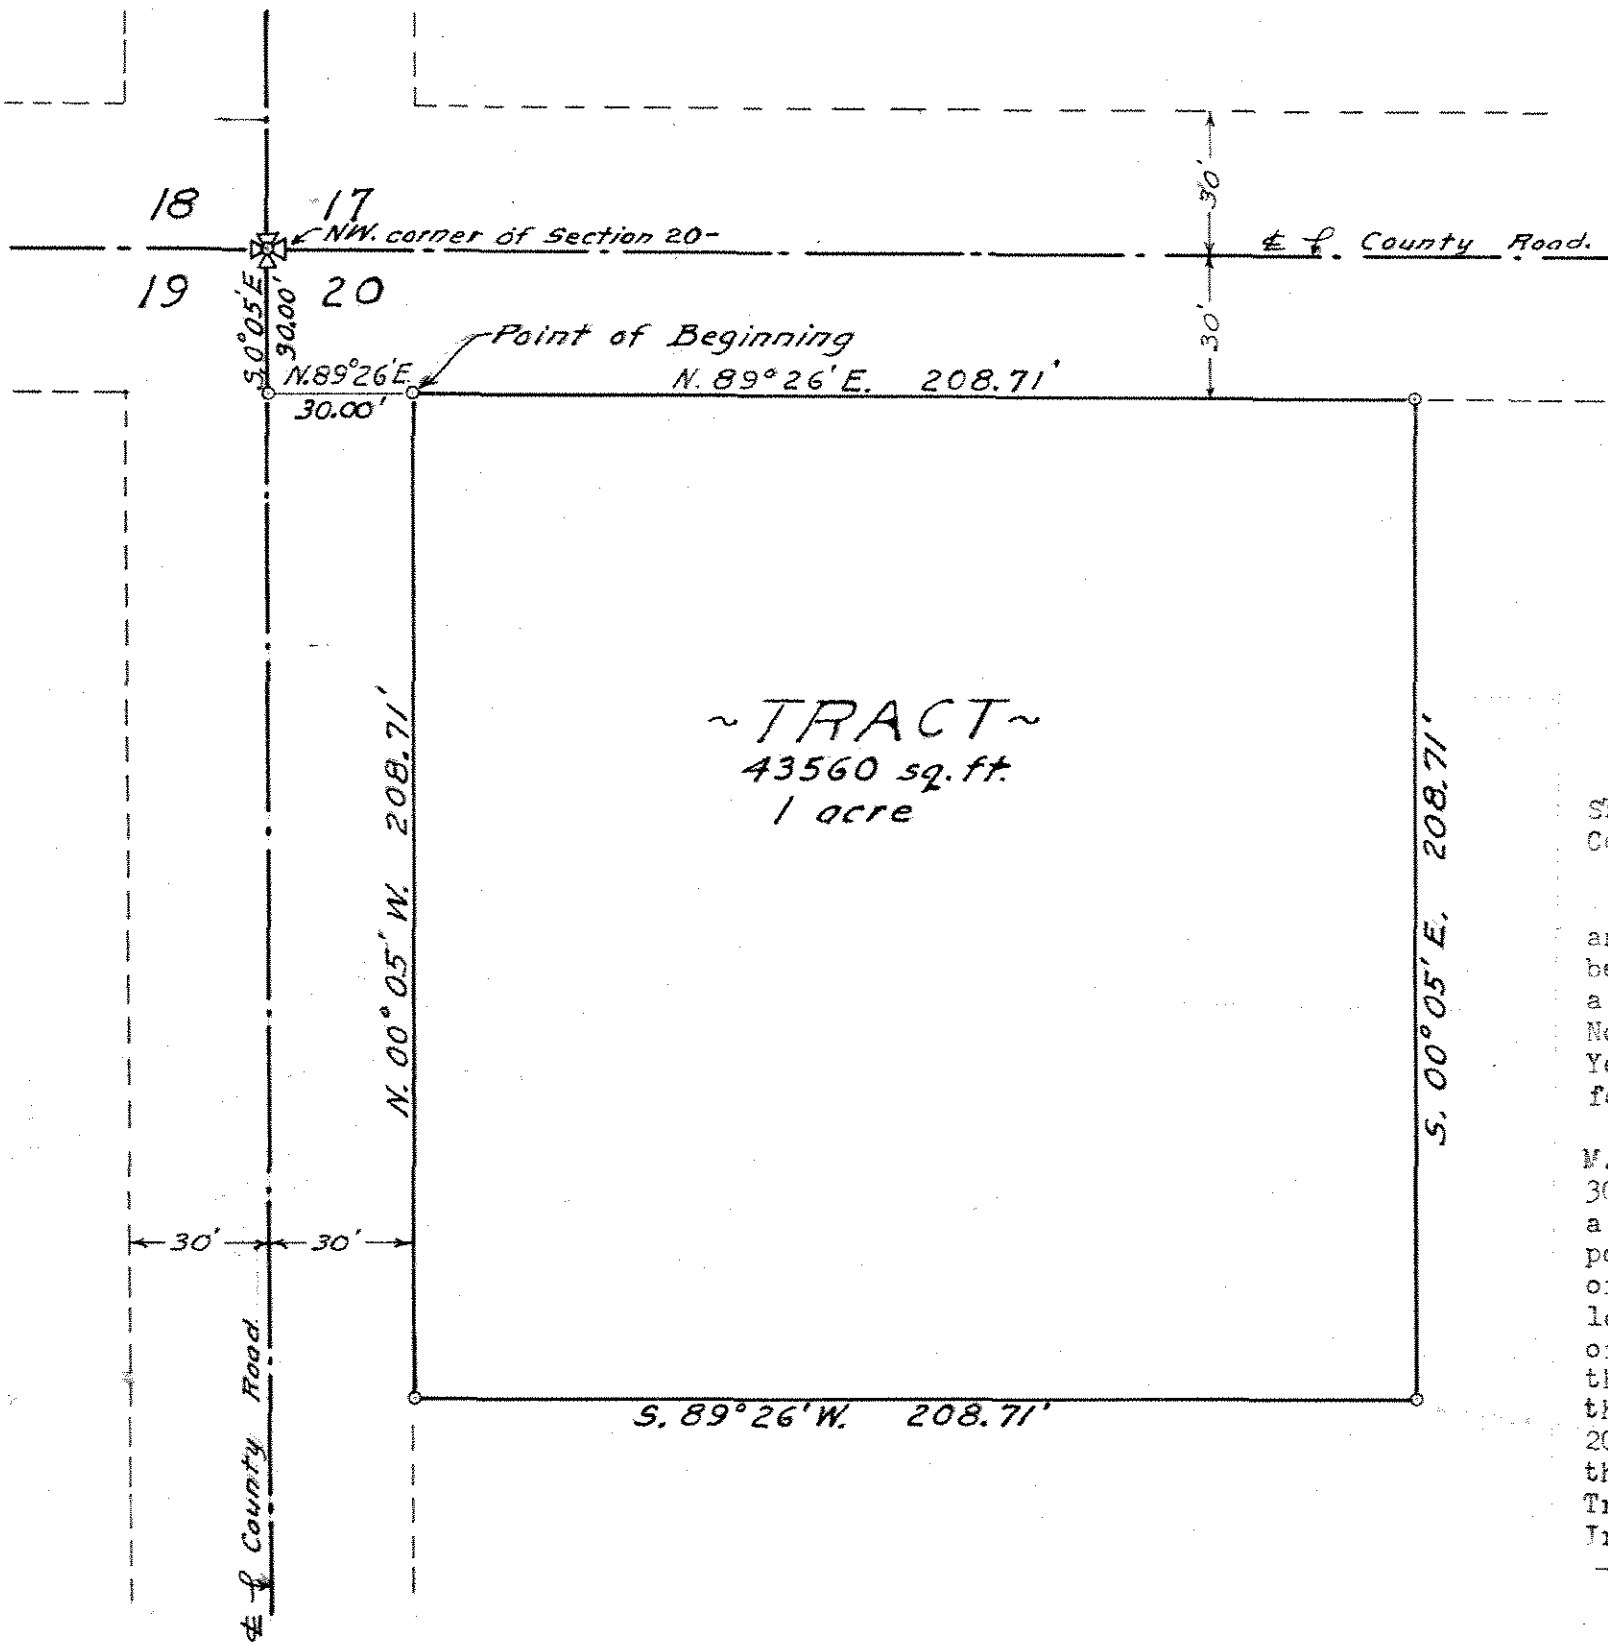 18 17
NW. corner of Section 20-
19 20
30'
30'
County Road.
S. 0°05' E
30.00'
Point of Beginning
N. 89°26' E.
30.00'
N. 89°26' E. 208.71'
~TRACT~
43560 sq. ft.
1 acre
N. 00°05' W. 208.71'
S. 00°05' E. 208.71'
30' 30'
S. 89°26' W. 208.71'
County Road